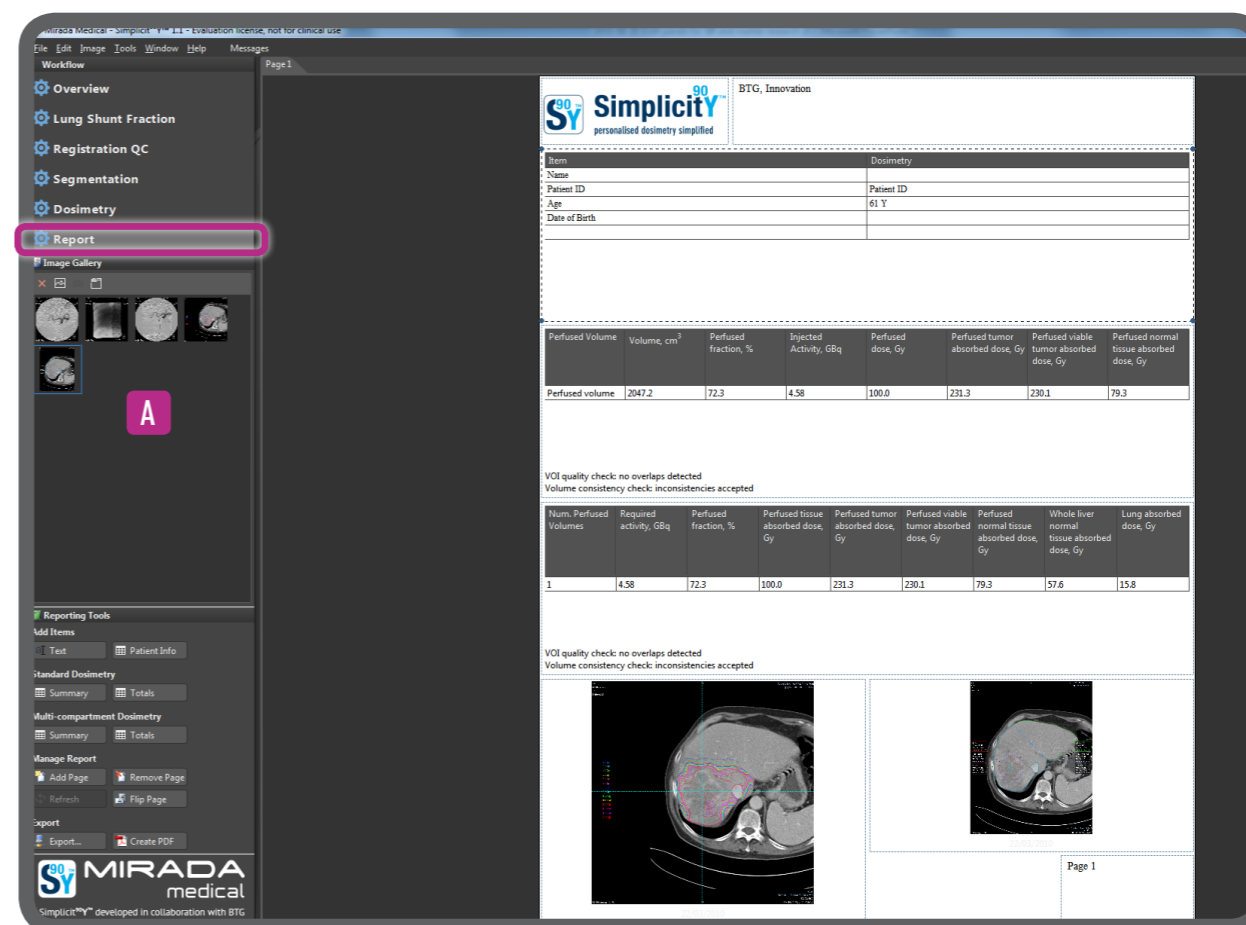 Mirada Medical - Simplicit⁹⁰Y™ 1.1 - Evaluation license, not for clinical use
File Edit Image Tools Window Help Messages
Workflow
Page 1
Overview
Lung Shunt Fraction
Registration QC
Segmentation
Dosimetry
Report
Image Gallery
A
Reporting Tools
Add Items
Text Patient Info
Standard Dosimetry
Summary Totals
Multi-compartment Dosimetry
Summary Totals
Manage Report
Add Page Remove Page
Refresh Flip Page
Export
Export... Create PDF
90
SY MIRADA
medical
Simplicit⁹⁰Y™ developed in collaboration with BTG
90
SY Simplicit⁹⁰Y™
personalised dosimetry simplified
BTG, Innovation
Item Dosimetry
Name
Patient ID Patient ID
Age 61 Y
Date of Birth
Perfused Volume Volume, cm³ Perfused fraction, % Injected Activity, GBq Perfused dose, Gy Perfused tumor absorbed dose, Gy Perfused viable tumor absorbed dose, Gy Perfused normal tissue absorbed dose, Gy
Perfused volume 2047.2 72.3 4.58 100.0 231.3 230.1 79.3
VOI quality check: no overlaps detected
Volume consistency check: inconsistencies accepted
Num. Perfused Volumes Required activity, GBq Perfused fraction, % Perfused tissue absorbed dose, Gy Perfused tumor absorbed dose, Gy Perfused viable tumor absorbed dose, Gy Perfused normal tissue absorbed dose, Gy Whole liver normal tissue absorbed dose, Gy Lung absorbed dose, Gy
1 4.58 72.3 100.0 231.3 230.1 79.3 57.6 15.8
VOI quality check: no overlaps detected
Volume consistency check: inconsistencies accepted
Page 1